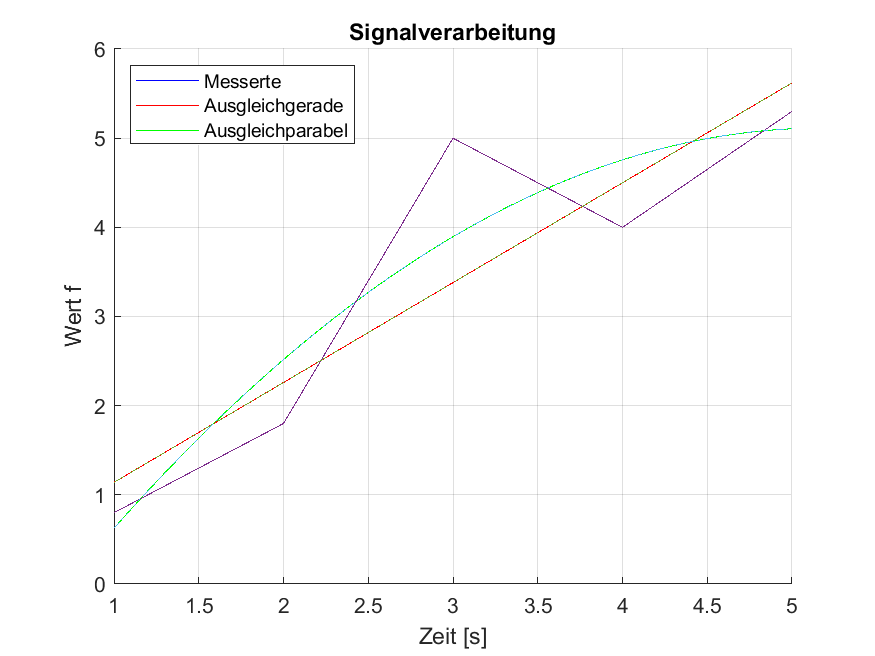 Signalverarbeitung
Messerte
Ausgleichgerade
Ausgleichparabel
6
5
4
3
2
1
0
Wert f
1
1.5
2
2.5
3
3.5
4
4.5
5
Zeit [s]